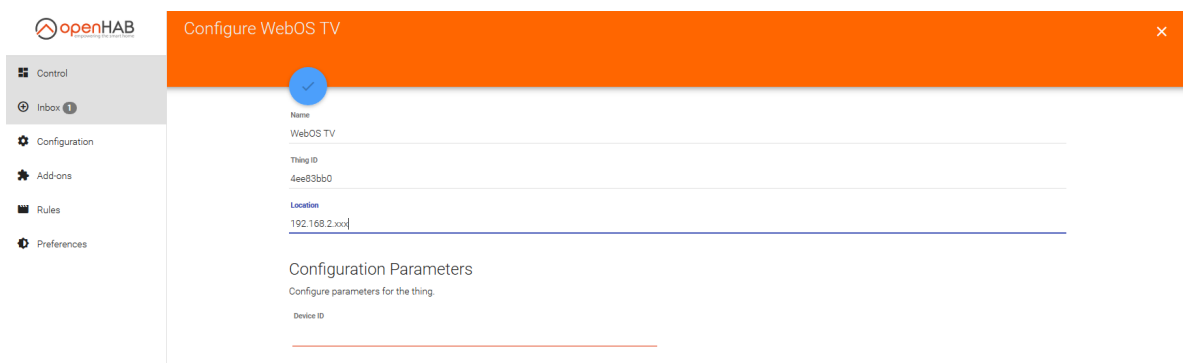 openHAB
empowering the smart home
Configure WebOS TV
Control
Inbox 1
Configuration
Add-ons
Rules
Preferences
Name
WebOS TV
Thing ID
4ee83bb0
Location
192.168.2.xxx
Configuration Parameters
Configure parameters for the thing.
Device ID